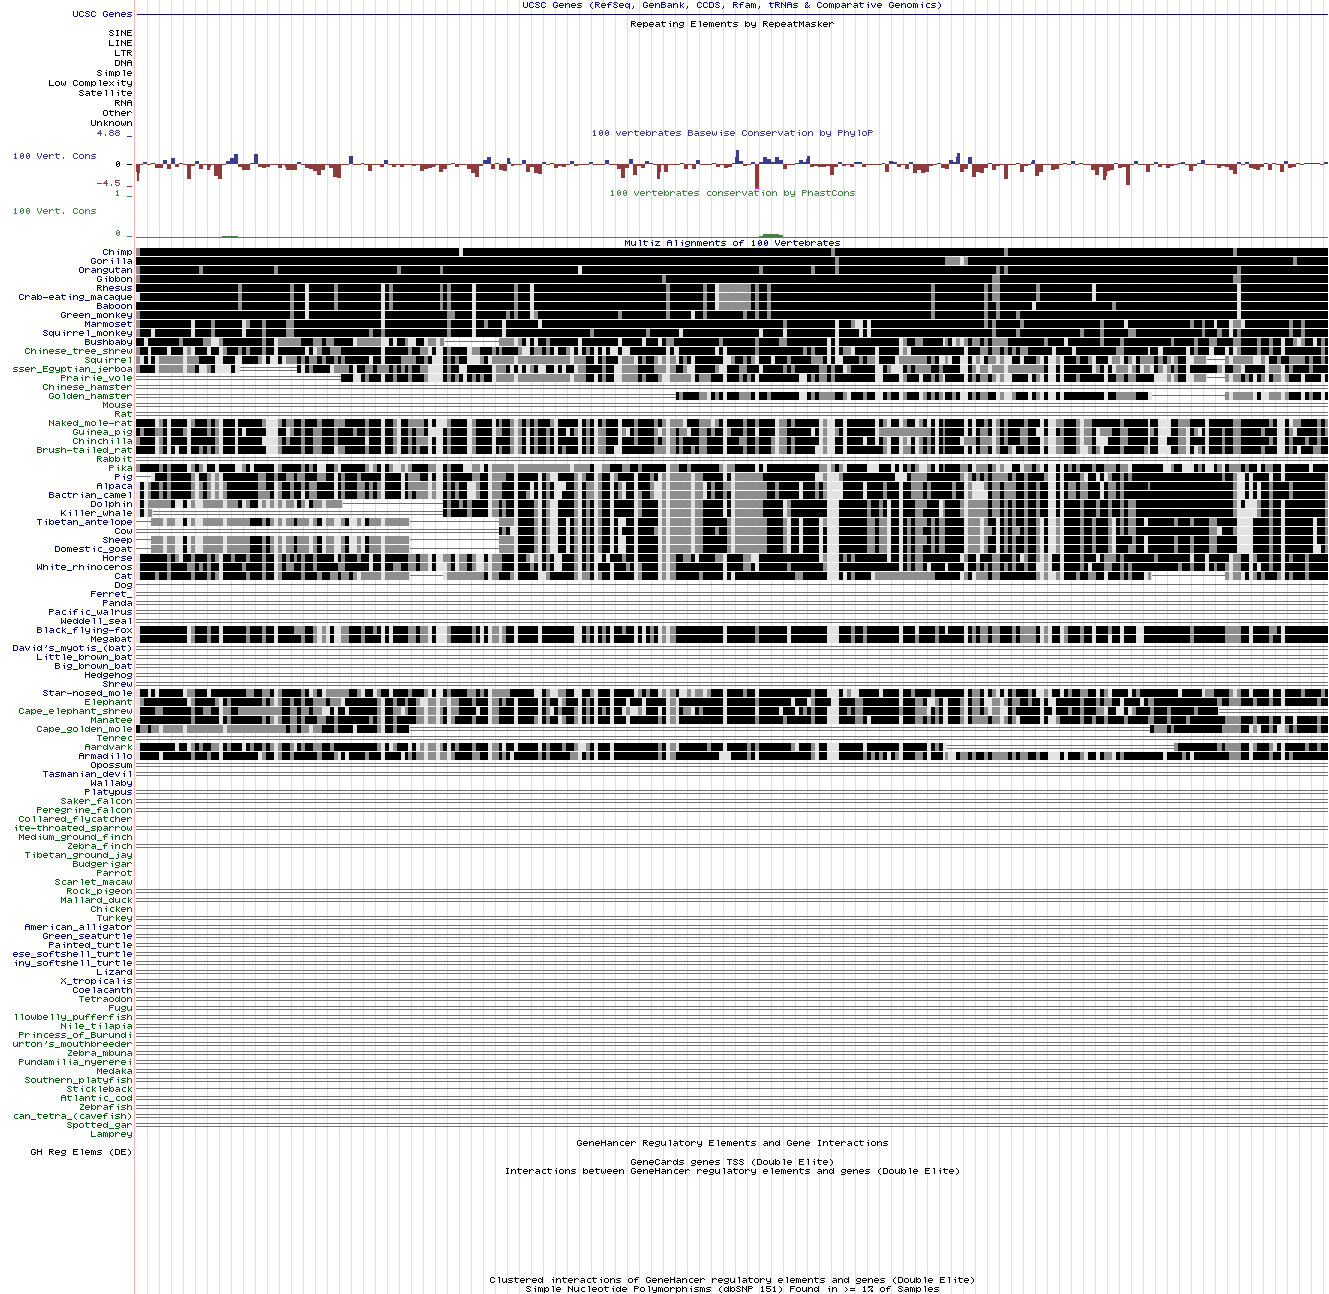 UCSC Genes (RefSeq, GenBank, CCDS, Rfam, tRNAs & Comparative Genomics)
UCSC Genes
Repeating Elements by RepeatMasker
SINE
LINE
LTR
DNA
Simple
Low Complexity
Satellite
RNA
Other
Unknown
4.88 _
100 vertebrates Basewise Conservation by PhyloP
100 Vert. Cons
0 _
-4.5 _
1 _
100 vertebrates conservation by PhastCons
100 Vert. Cons
0 _
Multiz Alignments of 100 Vertebrates
Chimp
Gorilla
Orangutan
Gibbon
Rhesus
Crab-eating_macaque
Baboon
Green_monkey
Marmoset
Squirrel_monkey
Bushbaby
Chinese_tree_shrew
Squirrel
sser_Egyptian_jerboa
Prairie_vole
Chinese_hamster
Golden_hamster
Mouse
Rat
Naked_mole-rat
Guinea_pig
Chinchilla
Brush-tailed_rat
Rabbit
Pika
Pig
Alpaca
Bactrian_camel
Dolphin
Killer_whale
Tibetan_antelope
Cow
Sheep
Domestic_goat
Horse
White_rhinoceros
Cat
Dog
Ferret_
Panda
Pacific_walrus
Weddell_seal
Black_flying-fox
Megabat
David's_myotis_(bat)
Little_brown_bat
Big_brown_bat
Hedgehog
Shrew
Star-nosed_mole
Elephant
Cape_elephant_shrew
Manatee
Cape_golden_mole
Tenrec
Aardvark
Armadillo
Opossum
Tasmanian_devil
Wallaby
Platypus
Saker_falcon
Peregrine_falcon
Collared_flycatcher
ite-throated_sparrow
Medium_ground_finch
Zebra_finch
Tibetan_ground_jay
Budgerigar
Parrot
Scarlet_macaw
Rock_pigeon
Mallard_duck
Chicken
Turkey
American_alligator
Green_seaturtle
Painted_turtle
ese_softshell_turtle
iny_softshell_turtle
Lizard
X_tropicalis
Coelacanth
Tetraodon
Fugu
llowbelly_pufferfish
Nile_tilapia
Princess_of_Burundi
urton's_mouthbreeder
Zebra_mbuna
Pundamilia_nyererei
Medaka
Southern_platyfish
Stickleback
Atlantic_cod
Zebrafish
can_tetra_(cavefish)
Spotted_gar
Lamprey
GeneHancer Regulatory Elements and Gene Interactions
GH Reg Elems (DE)
GeneCards genes TSS (Double Elite)
Interactions between GeneHancer regulatory elements and genes (Double Elite)
Clustered interactions of GeneHancer regulatory elements and genes (Double Elite)
Simple Nucleotide Polymorphisms (dbSNP 151) Found in >= 1% of Samples